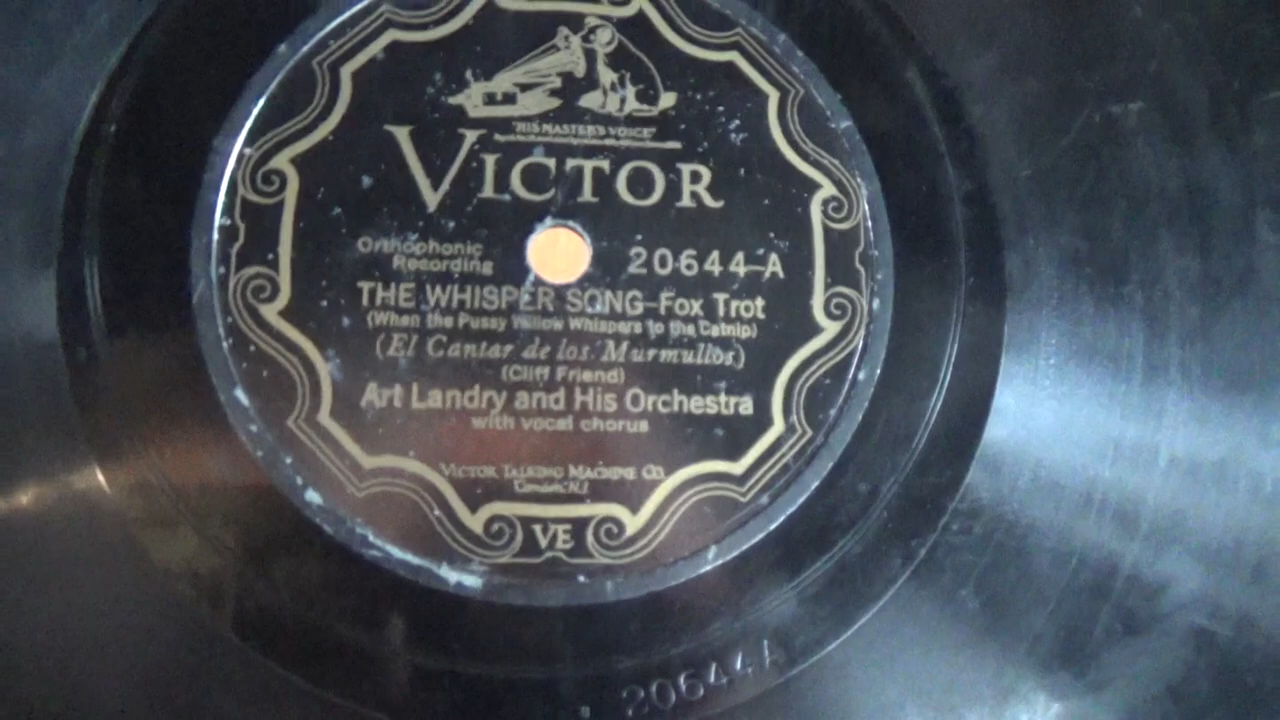 "HIS MASTER'S VOICE"
VICTOR
Orthophonic
Recording
20644-A
THE WHISPER SONG-Fox Trot
(When the Pussy Willow Whispers to the Catnip)
(El Cantar de los Murmullos)
(Cliff Friend)
Art Landry and His Orchestra
with vocal chorus
VICTOR TALKING MACHINE CO.
Camden, N.J.
VE
20644A